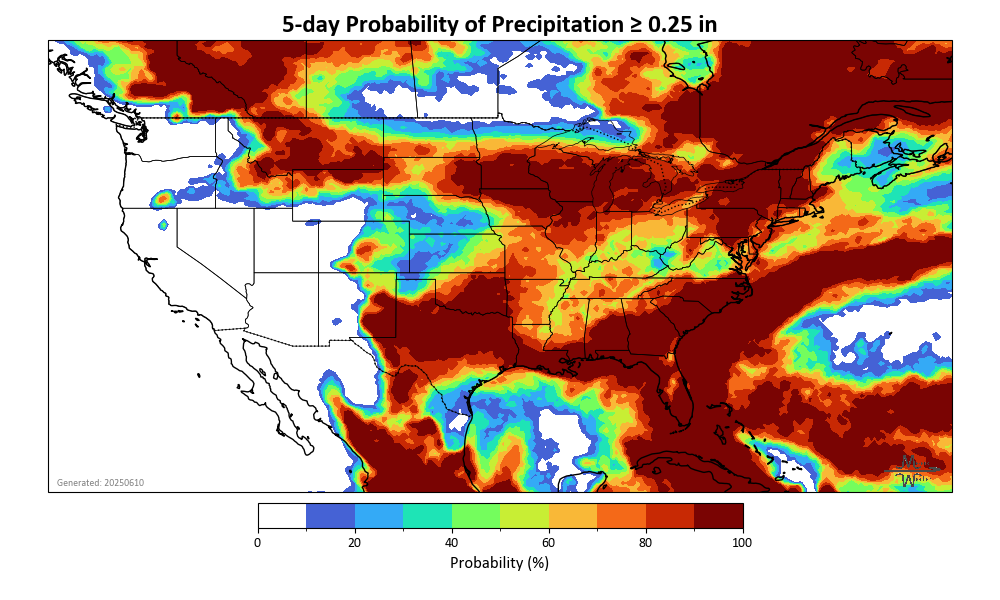 5-day Probability of Precipitation ≥ 0.25 in
Generated: 20250610
0 20 40 60 80 100
Probability (%)